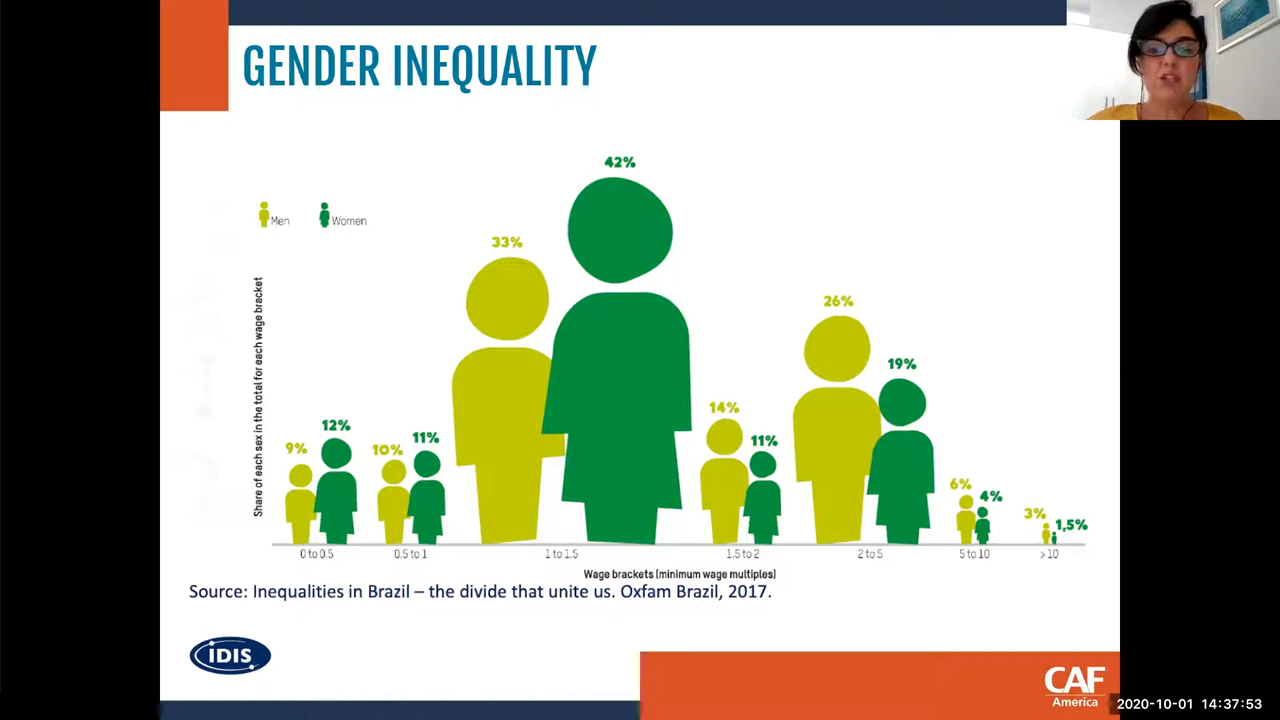 GENDER INEQUALITY
42%
Men
Women
33%
26%
19%
14%
12%
11%
11%
9%
10%
6%
4%
3%
1,5%
Share of each sex in the total for each wage bracket
0 to 0.5
0.5 to 1
1 to 1.5
1.5 to 2
2 to 5
5 to 10
> 10
Wage brackets (minimum wage multiples)
Source: Inequalities in Brazil – the divide that unite us. Oxfam Brazil, 2017.
IDIS
CAF
America
2020-10-01 14:37:53